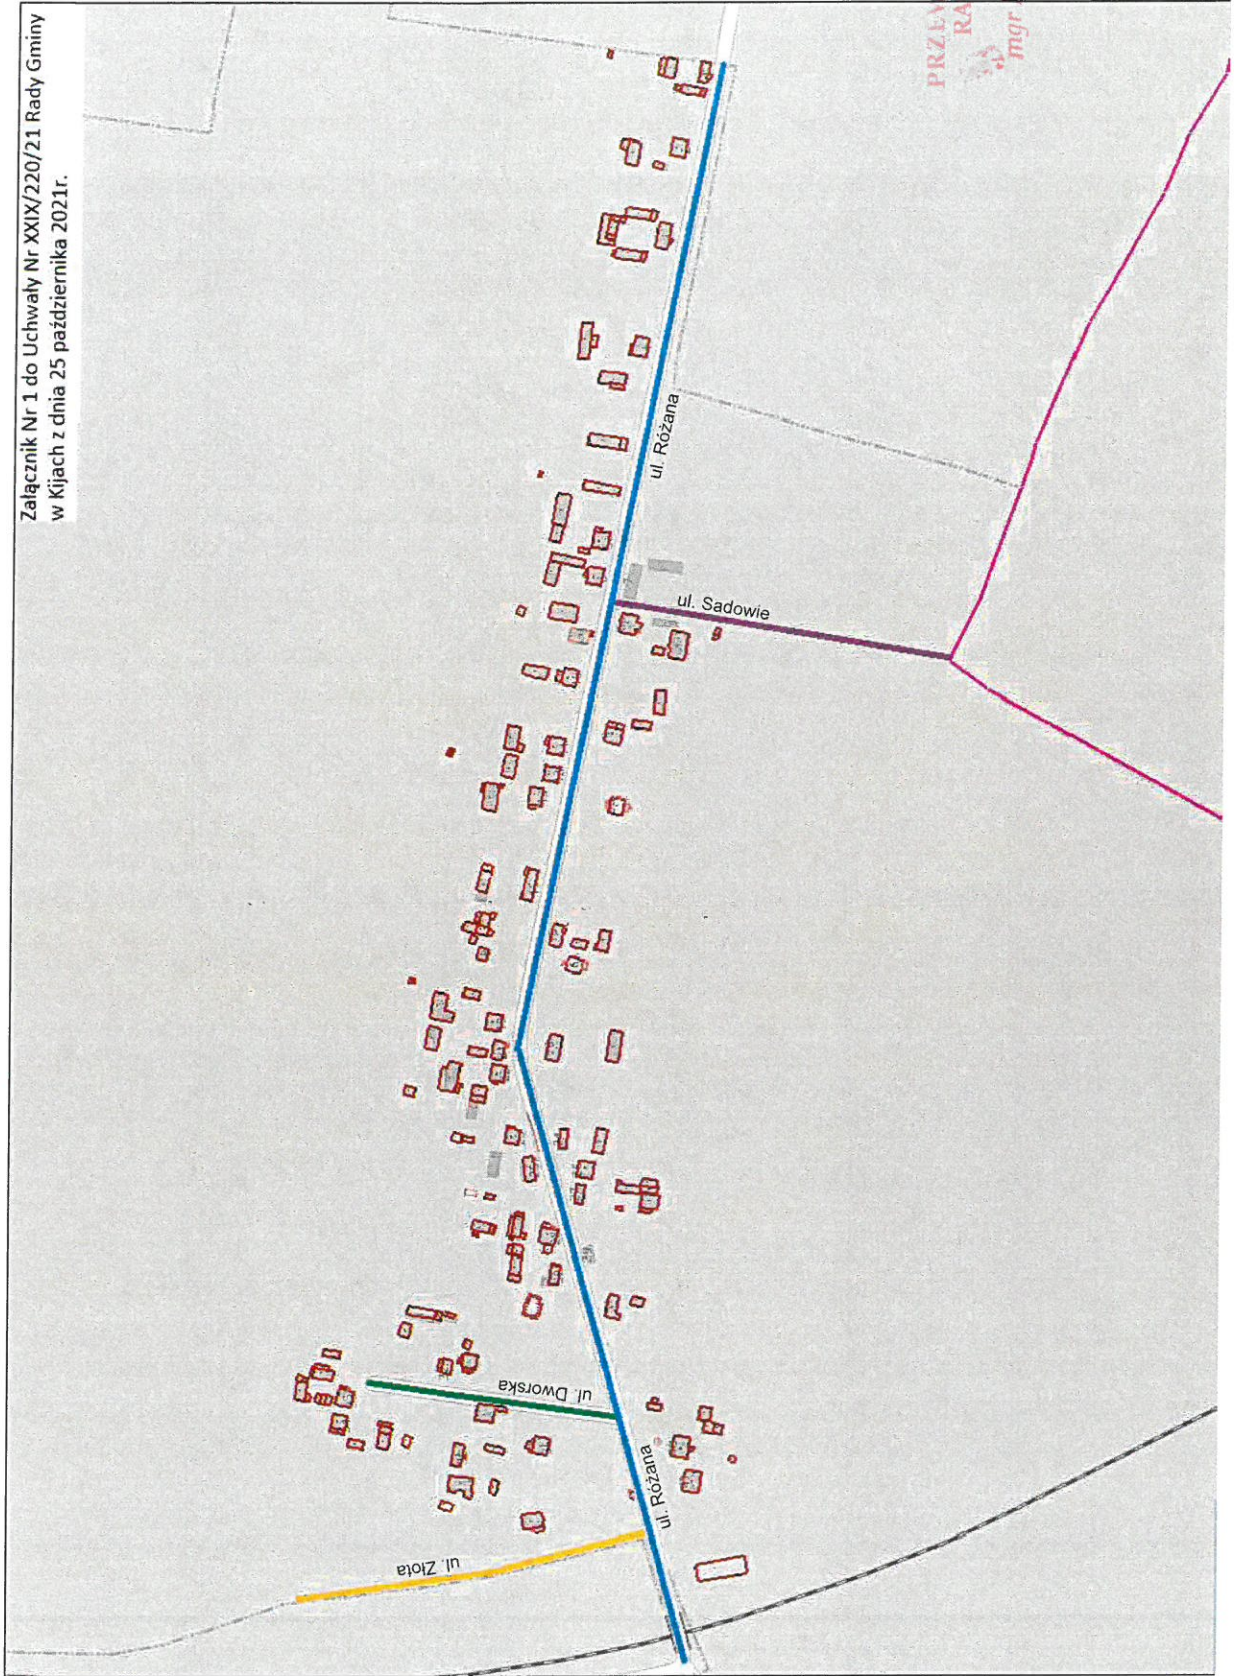 Załącznik Nr 1 do Uchwały Nr XXIX/220/21 Rady Gminy
w Kijach z dnia 25 października 2021r.
mgr
ul. Różana
ul. Sadowie
ul. Dworska
ul. Różana
ul. Złota